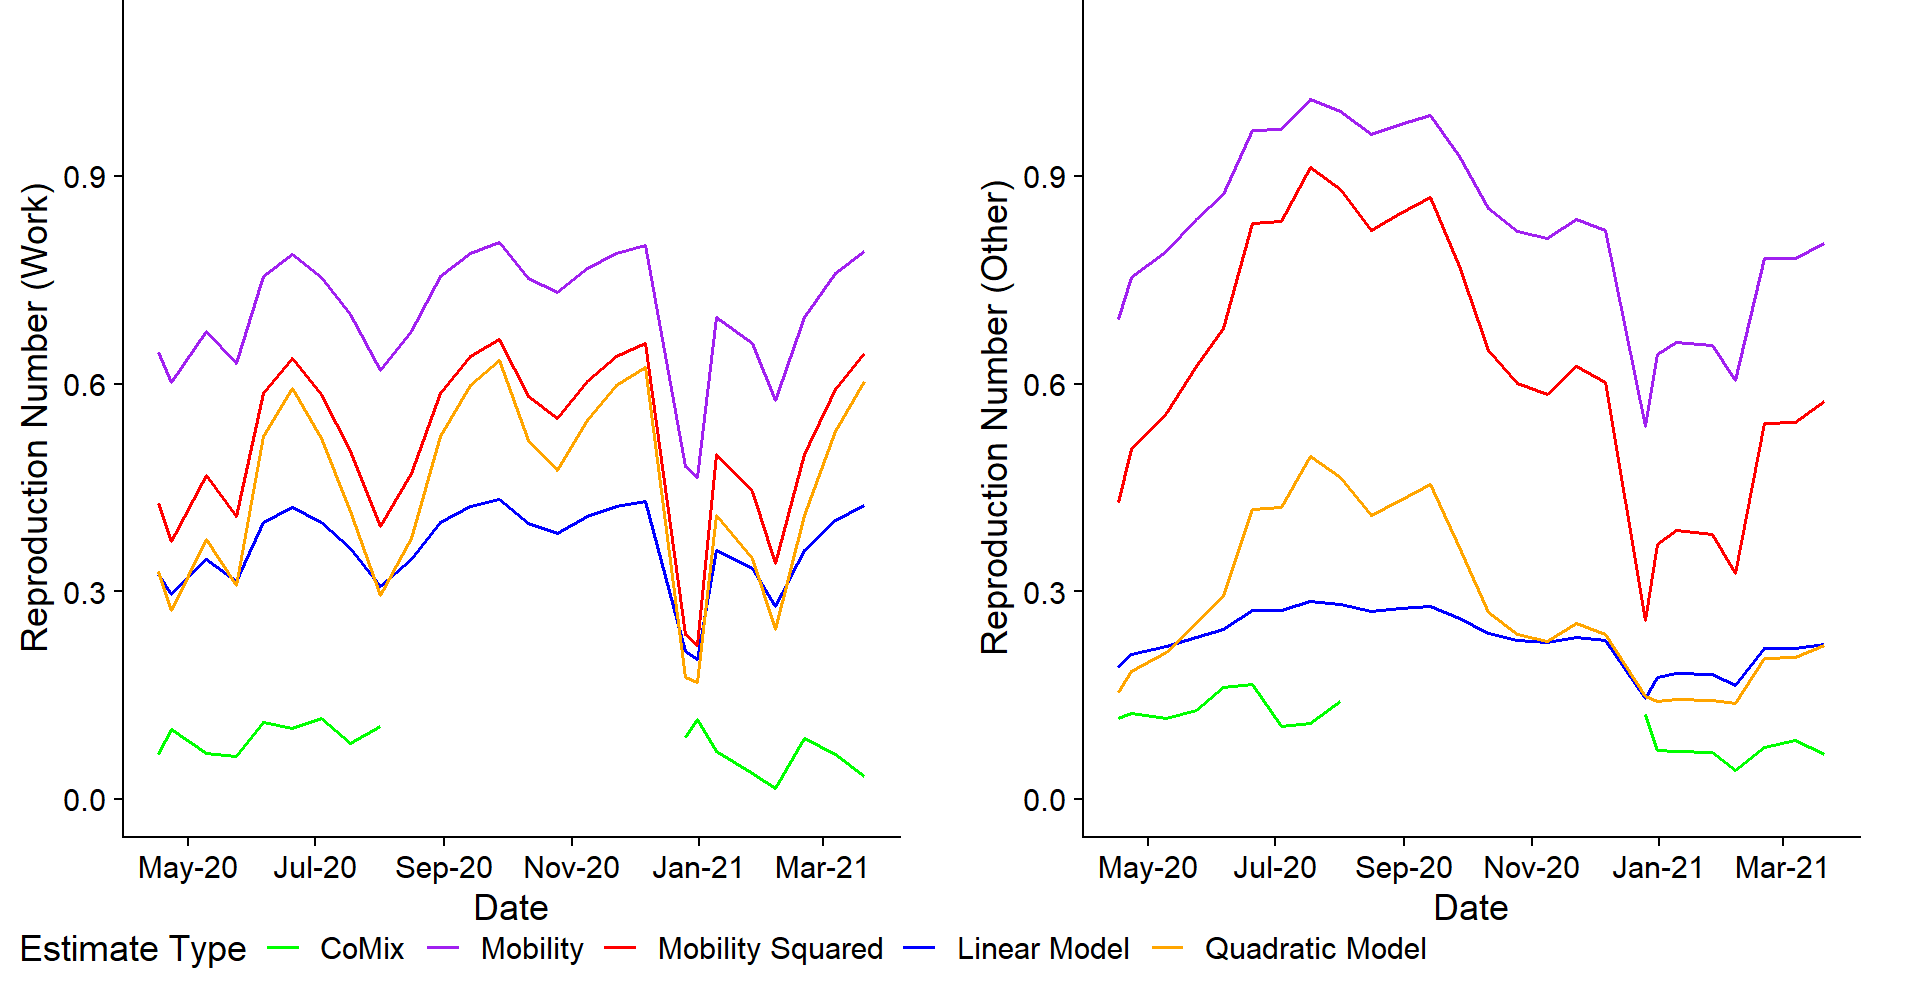 Reproduction Number (Work)
0.9
0.6
0.3
0.0
May-20 Jul-20 Sep-20 Nov-20 Jan-21 Mar-21
Date
Reproduction Number (Other)
0.9
0.6
0.3
0.0
May-20 Jul-20 Sep-20 Nov-20 Jan-21 Mar-21
Date
Estimate Type CoMix Mobility Mobility Squared Linear Model Quadratic Model